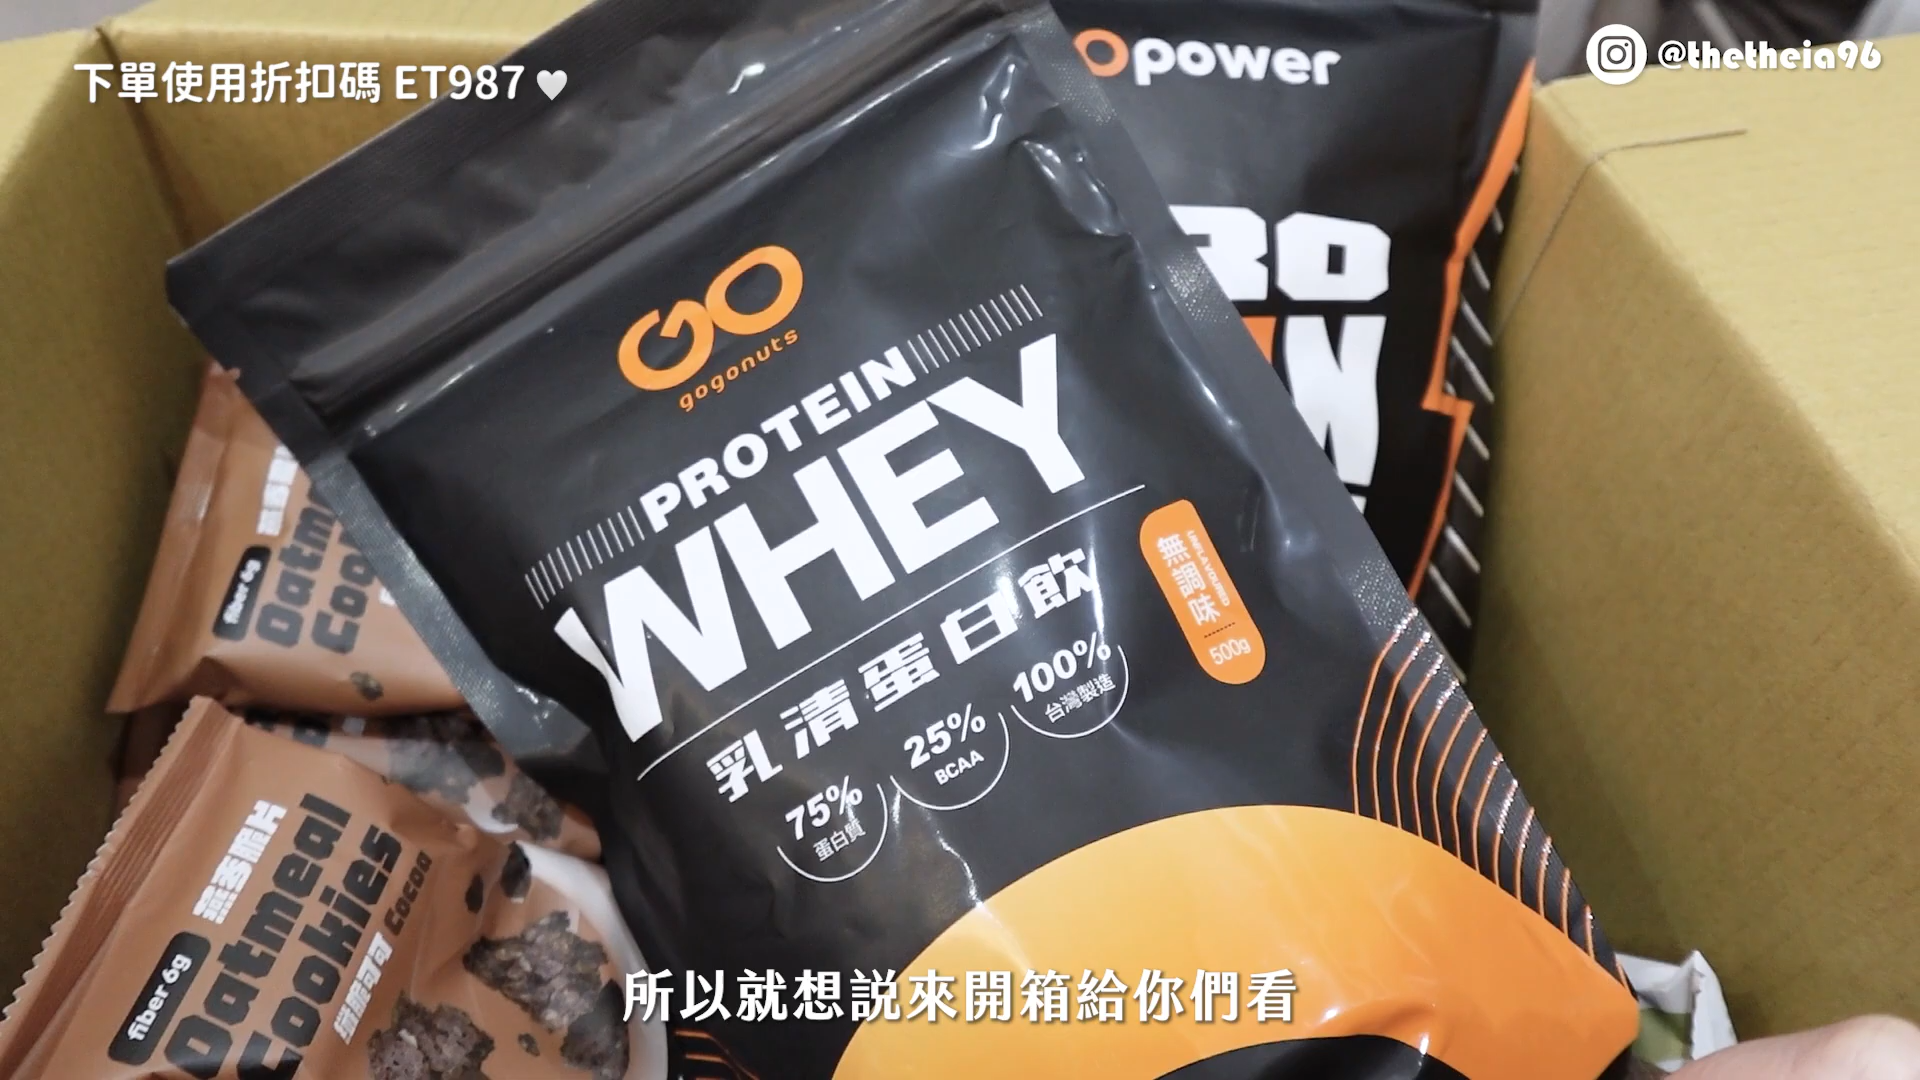 下單使用折扣碼 ET987
@thetheia96
power
GO
gogonuts
PROTEIN
WHEY
乳清蛋白飲
無調味
UNFLAVOURED
500g
75%
蛋白質
25%
BCAA
100%
台灣製造
fiber 6g
燕麥脆片
Oatmeal
Cookies
Cocoa
fiber 6g
所以就想說來開箱給你們看